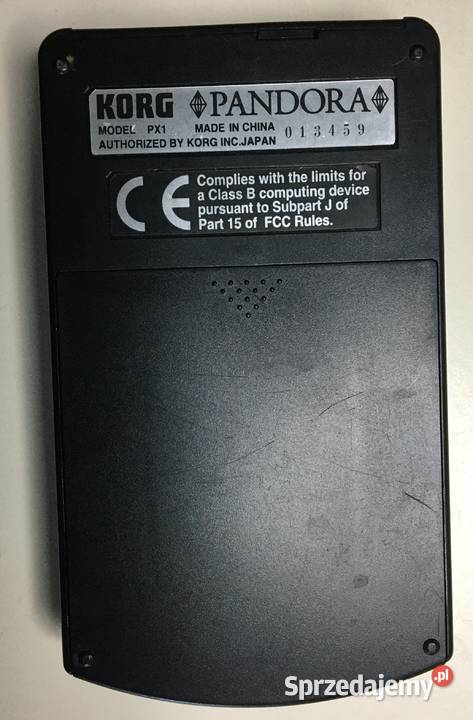 KORG PANDORA
MODEL PX1 MADE IN CHINA 013459
AUTHORIZED BY KORG INC.JAPAN
CE
Complies with the limits for
a Class B computing device
pursuant to Subpart J of
Part 15 of FCC Rules.
Sprzedajemy.pl